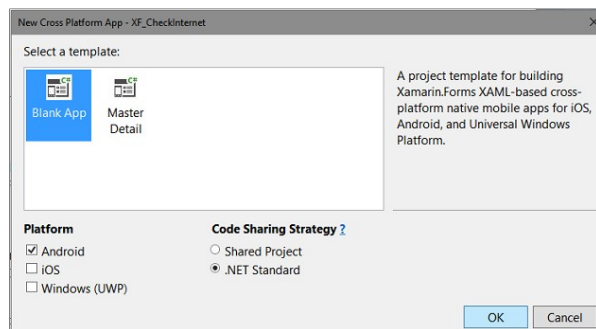 New Cross Platform App - XF_CheckInternet
Select a template:
C#
Blank App
C#
Master
Detail
A project template for building
Xamarin.Forms XAML-based cross-
platform native mobile apps for iOS,
Android, and Universal Windows
Platform.
Platform
Android
iOS
Windows (UWP)
Code Sharing Strategy ?
Shared Project
.NET Standard
OK
Cancel